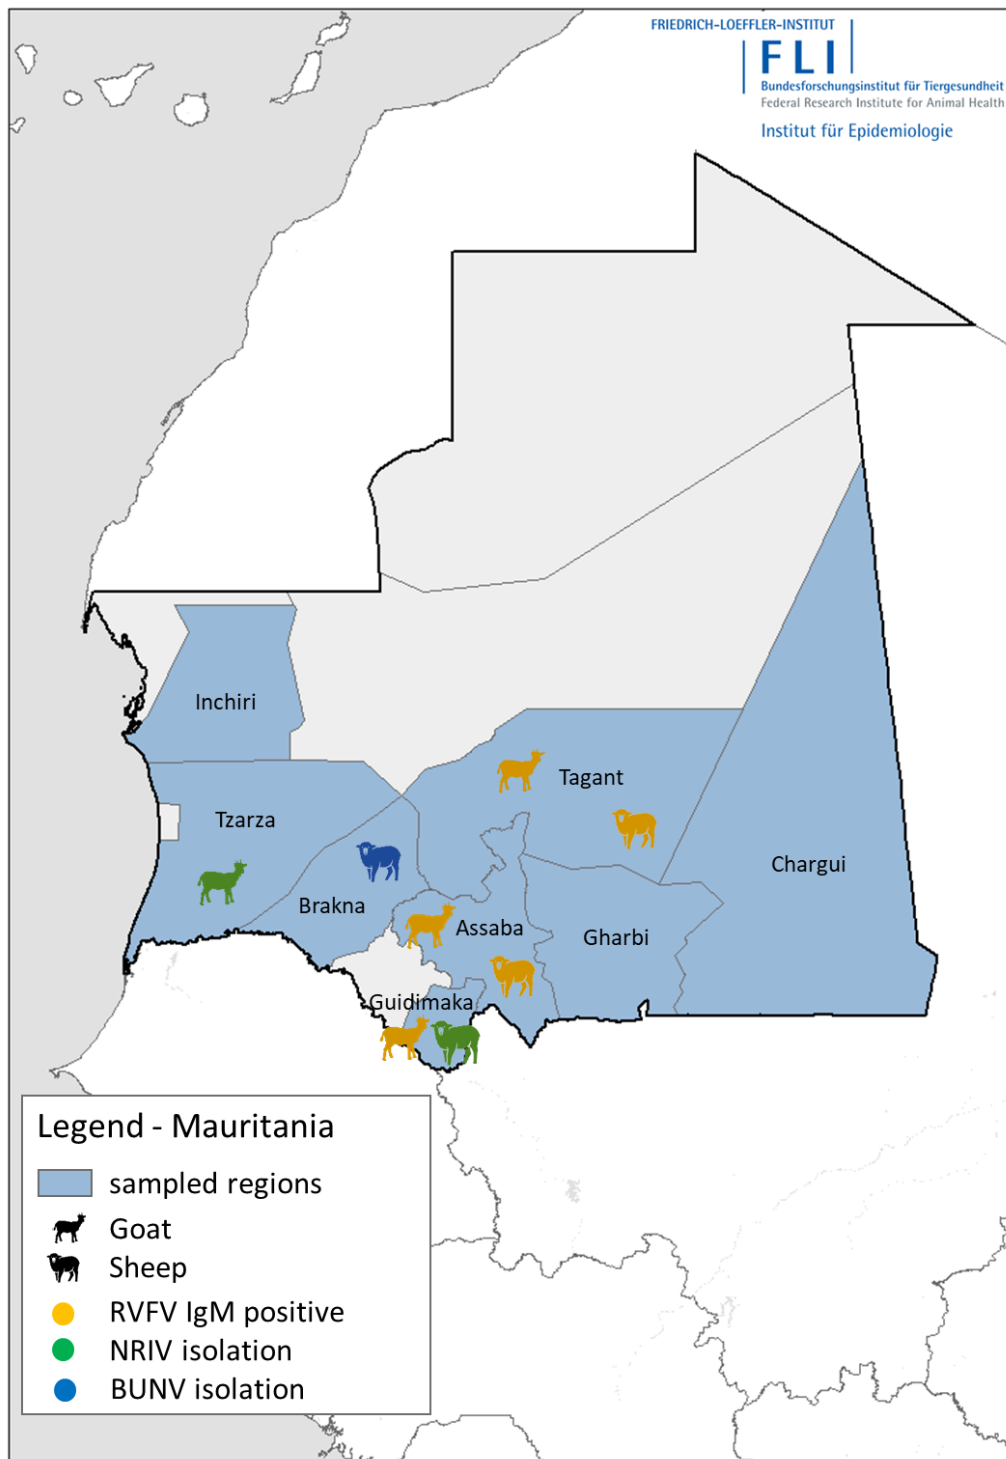 FRIEDRICH-LOEFFLER-INSTITUT
FLI
Bundesforschungsinstitut für Tiergesundheit
Federal Research Institute for Animal Health
Institut für Epidemiologie
Inchiri
Tagant
Tzarza
Chargui
Brakna
Assaba
Gharbi
Guidimaka
Legend - Mauritania
sampled regions
Goat
Sheep
RVFV IgM positive
NRIV isolation
BUNV isolation